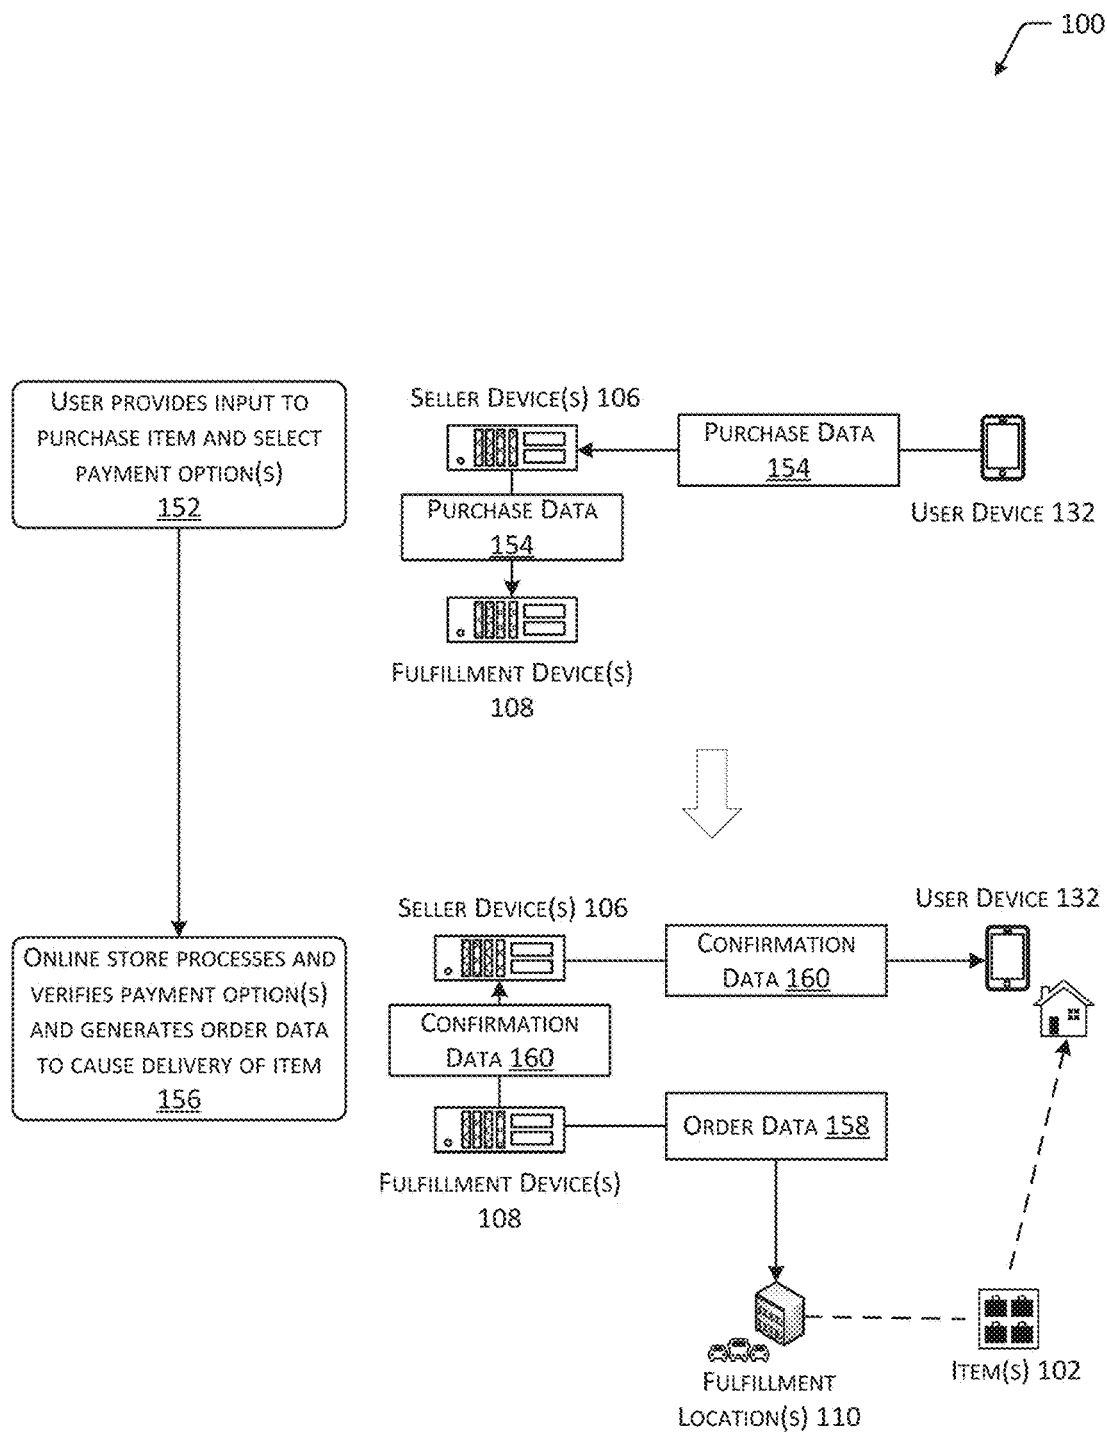 100
USER PROVIDES INPUT TO
PURCHASE ITEM AND SELECT
PAYMENT OPTION(S)
152
SELLER DEVICE(S) 106
PURCHASE DATA
154
USER DEVICE 132
PURCHASE DATA
154
FULFILLMENT DEVICE(S)
108
ONLINE STORE PROCESSES AND
VERIFIES PAYMENT OPTION(S)
AND GENERATES ORDER DATA
TO CAUSE DELIVERY OF ITEM
156
SELLER DEVICE(S) 106
CONFIRMATION
DATA 160
USER DEVICE 132
CONFIRMATION
DATA 160
ORDER DATA 158
FULFILLMENT DEVICE(S)
108
FULFILLMENT
LOCATION(S) 110
ITEM(S) 102